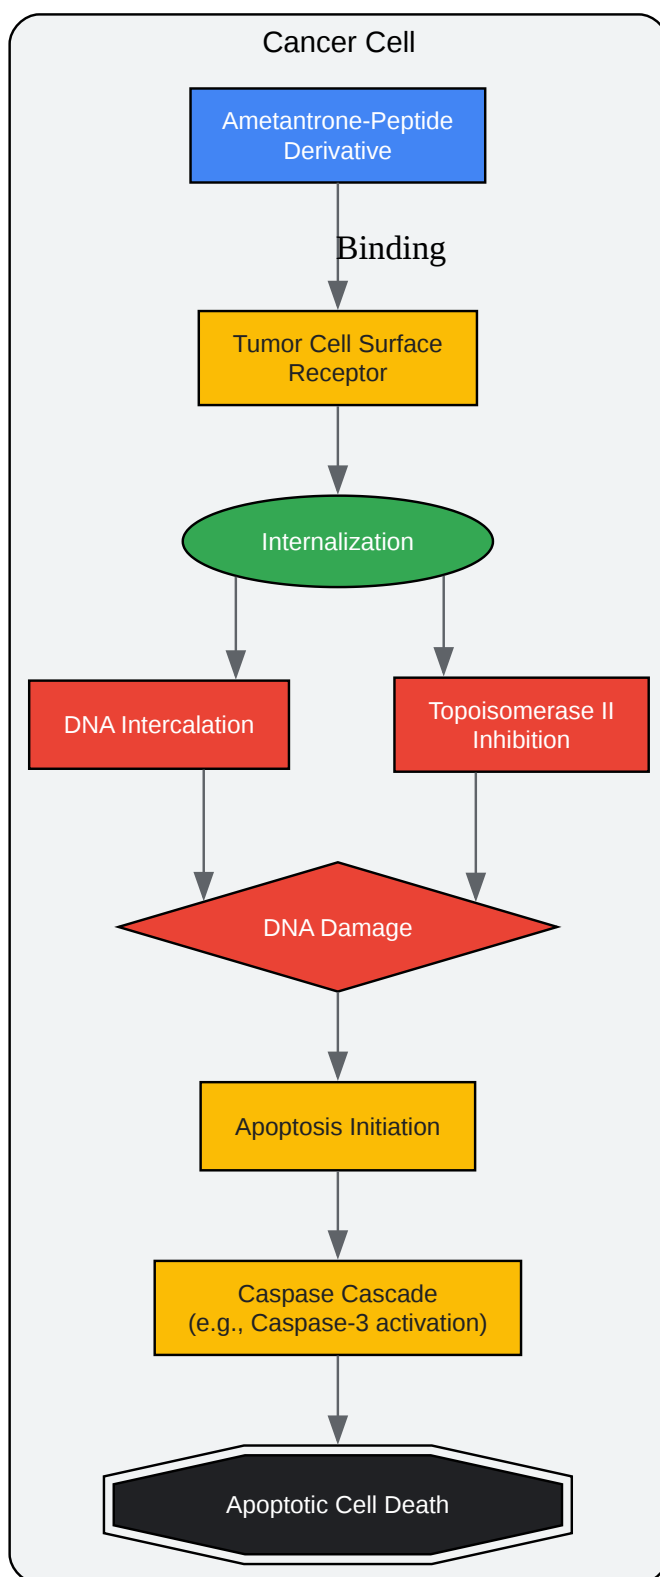 Cancer Cell
Ametantrone-Peptide
Derivative
Binding
Tumor Cell Surface
Receptor
Internalization
DNA Intercalation
Topoisomerase II
Inhibition
DNA Damage
Apoptosis Initiation
Caspase Cascade
(e.g., Caspase-3 activation)
Apoptotic Cell Death